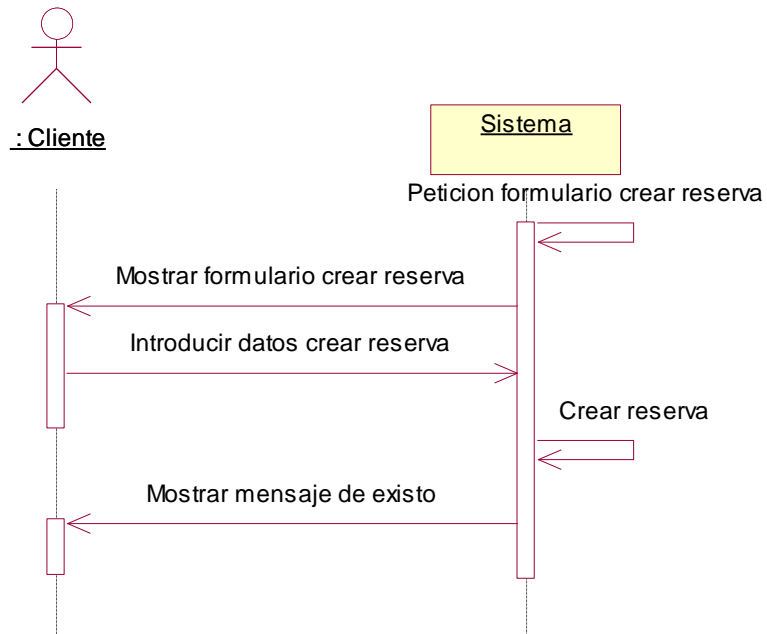 : Cliente
Sistema
Peticion formulario crear reserva
Mostrar formulario crear reserva
Introducir datos crear reserva
Crear reserva
Mostrar mensaje de existo